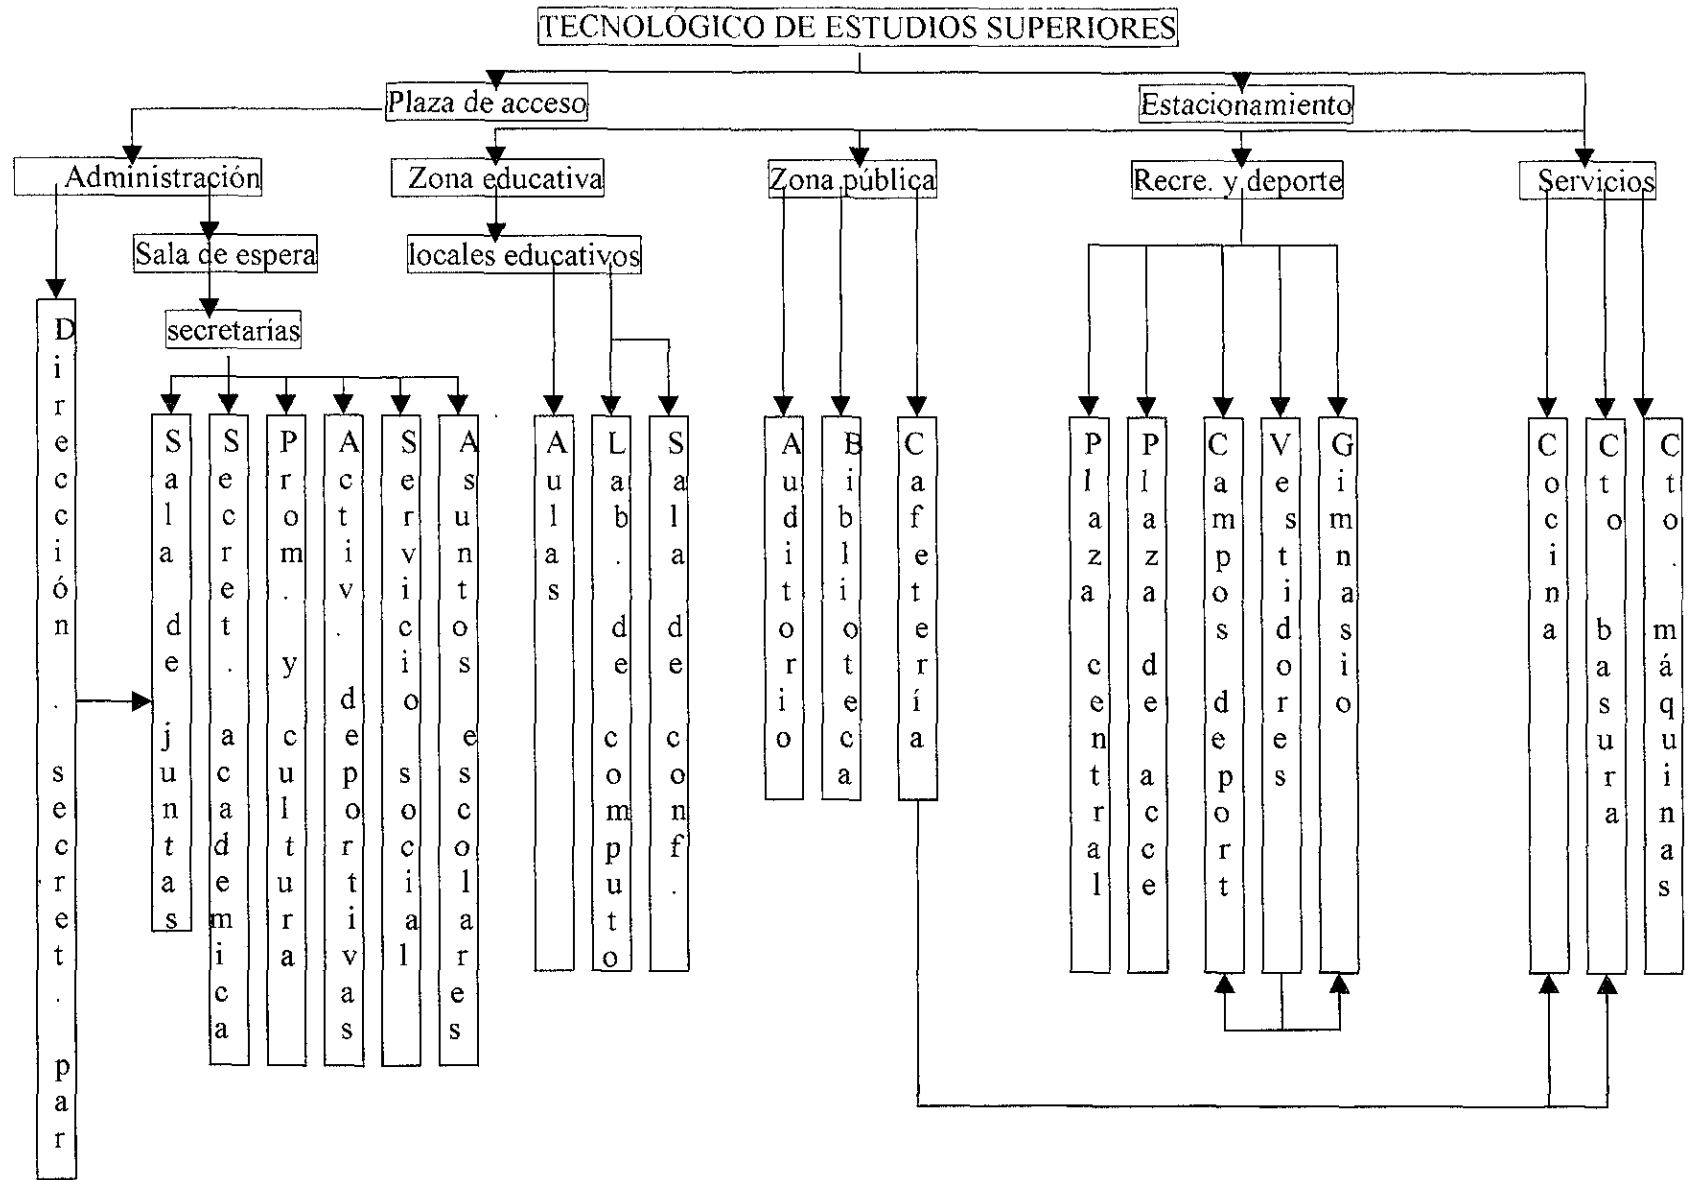 TECNOLÓGICO DE ESTUDIOS SUPERIORES
Plaza de acceso
Estacionamiento
Administración
Zona educativa
Zona pública
Recre. y deporte
Servicios
Sala de espera
locales educativos
secretarías
Dirección. secret. par
Sala de juntas
Secret. academica
Prom. y cultura
Activ. deportivas
Servicio social
Asuntos escolares
Aulas
Lab. de computo
Sala de conf.
Auditorio
Biblioteca
Cafetería
Plaza central
Plaza de acce
Campos deport
Vestidores
Gimnasio
Cocina
Cto basura
Cto. máquinas